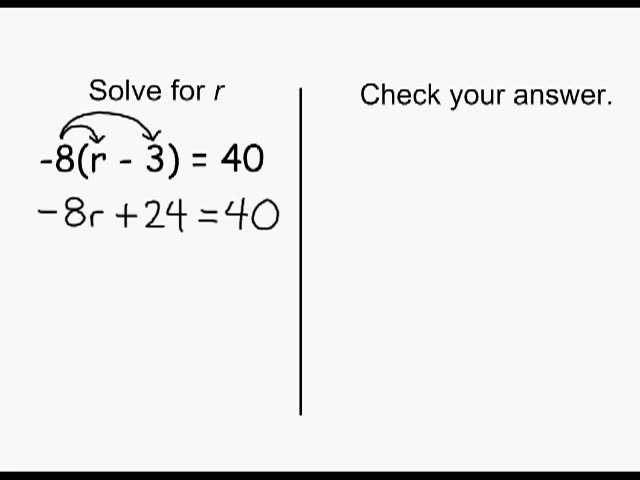 Solve for r
-8(r - 3) = 40
-8r + 24 = 40
Check your answer.